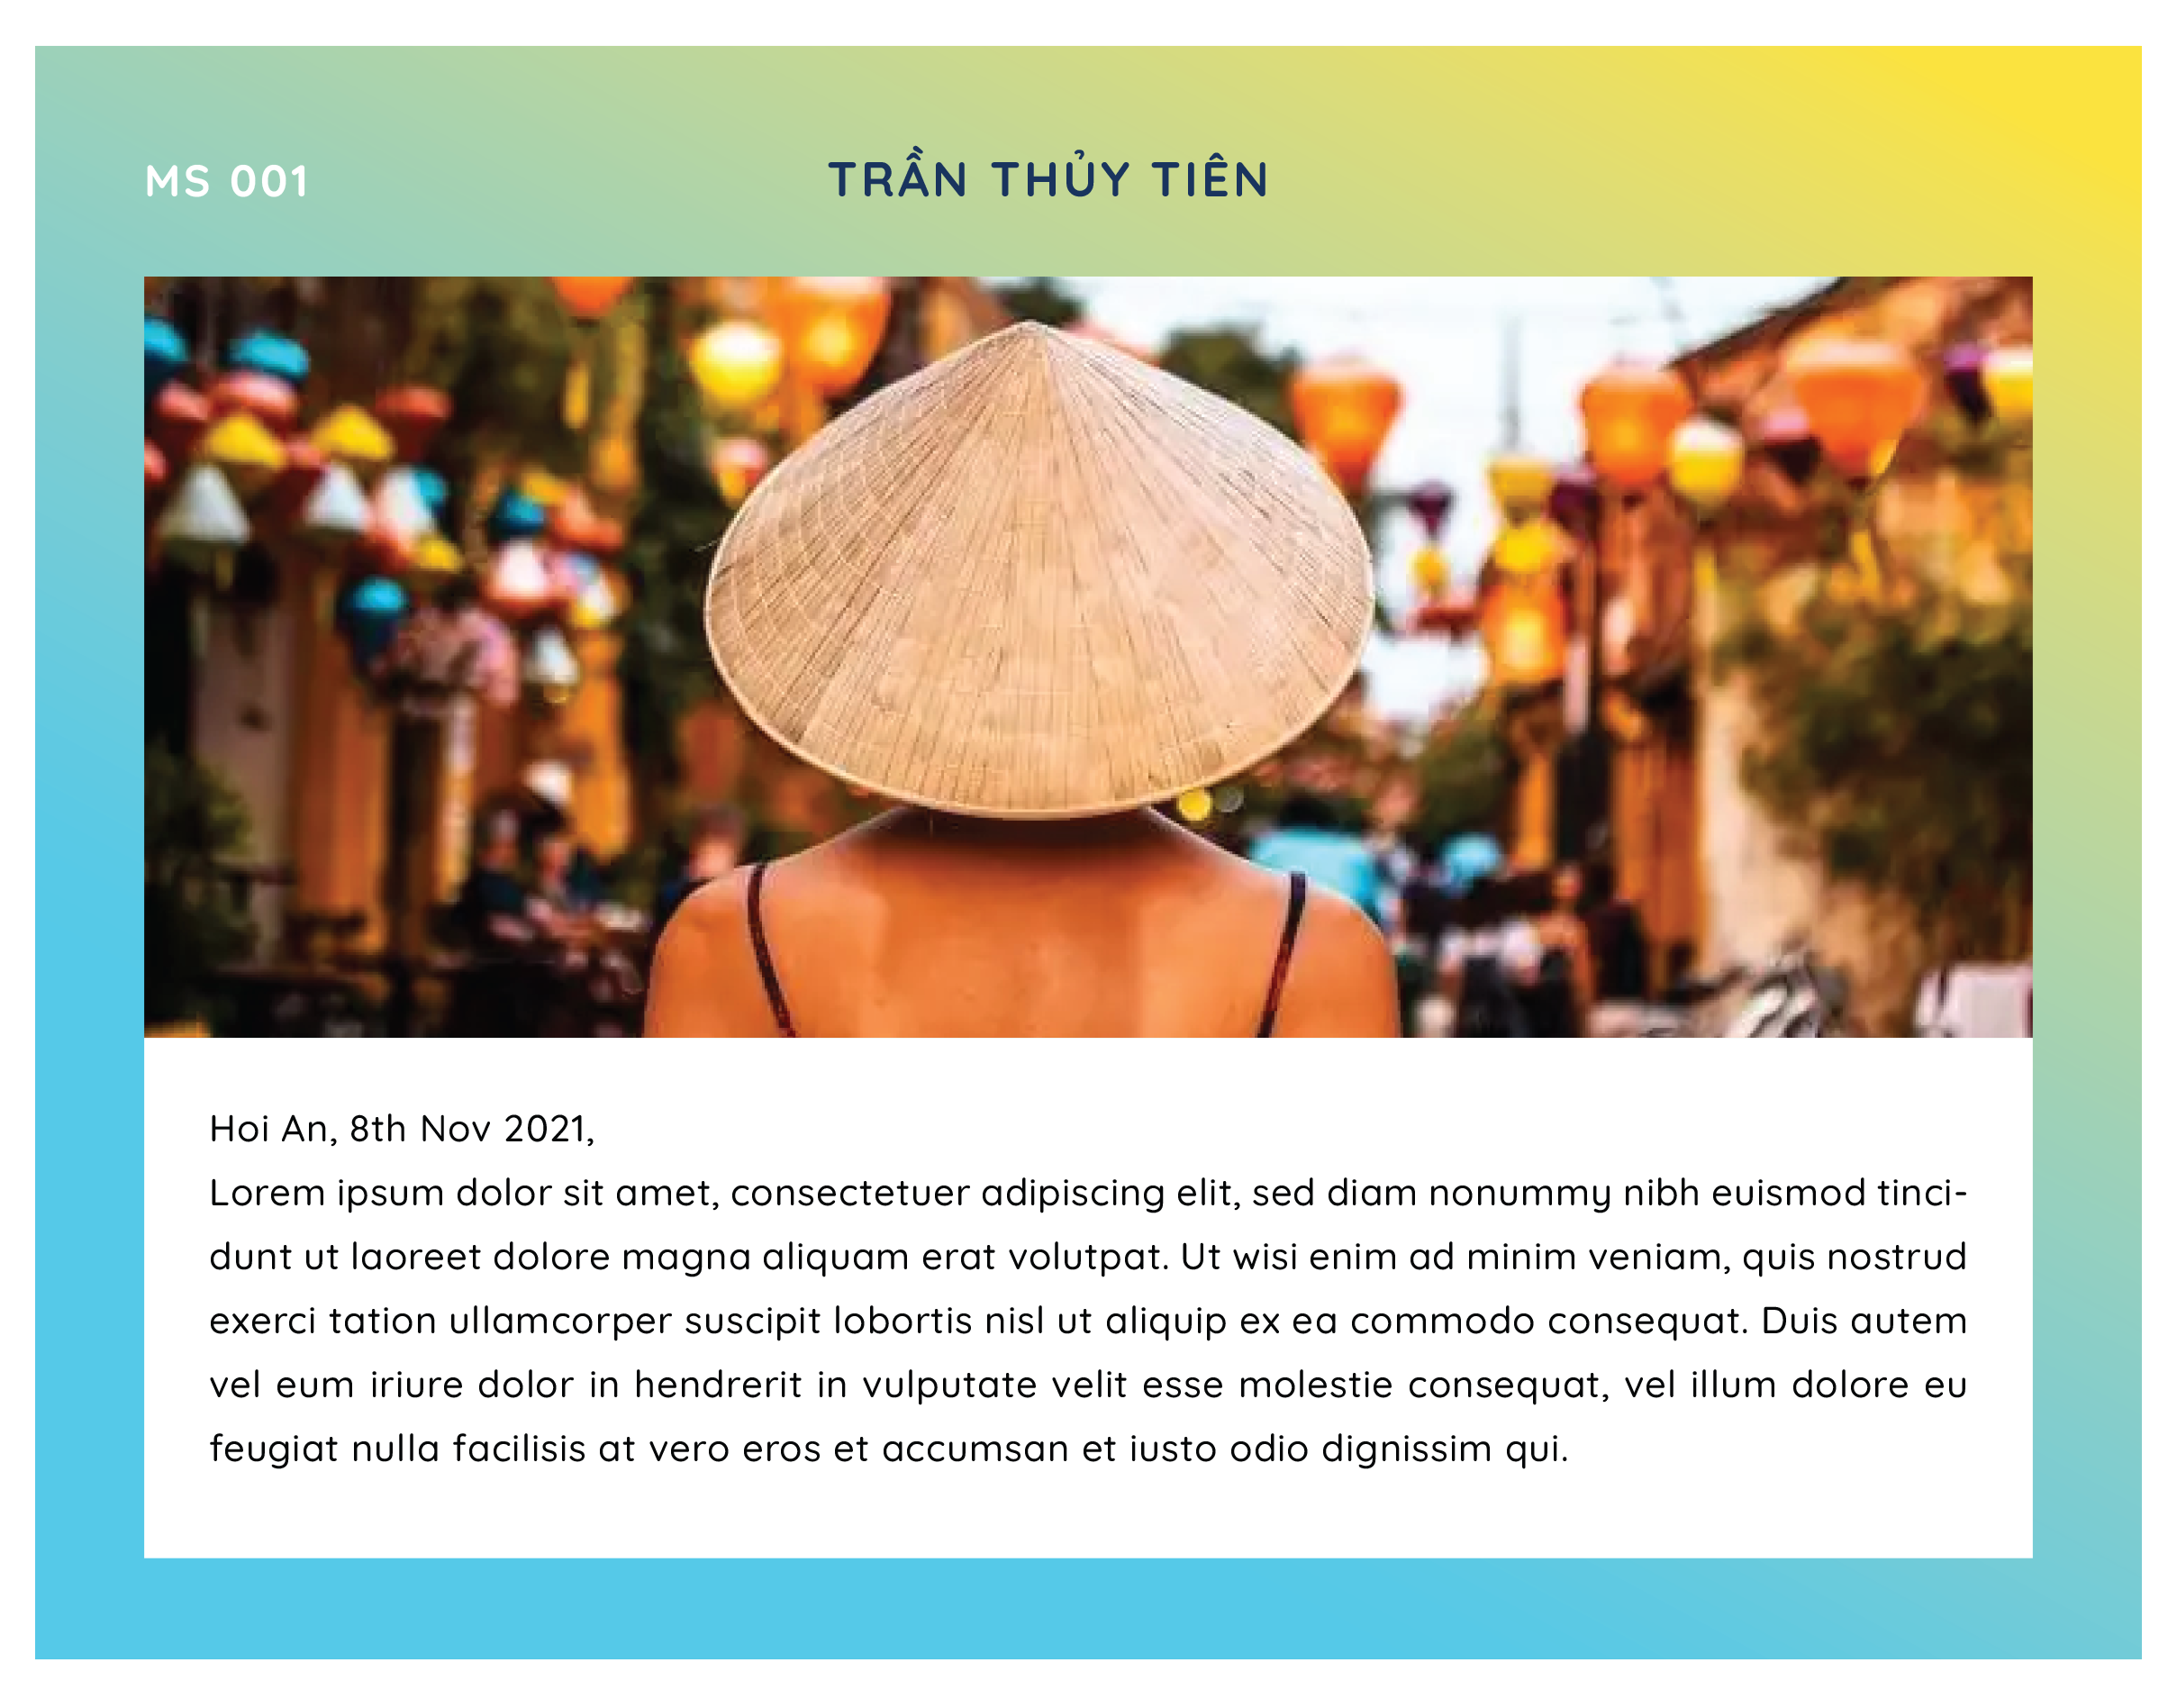 MS 001
TRẦN THỦY TIÊN
Hoi An, 8th Nov 2021,
Lorem ipsum dolor sit amet, consectetuer adipiscing elit, sed diam nonummy nibh euismod tinci-
dunt ut laoreet dolore magna aliquam erat volutpat. Ut wisi enim ad minim veniam, quis nostrud
exerci tation ullamcorper suscipit lobortis nisl ut aliquip ex ea commodo consequat. Duis autem
vel eum iriure dolor in hendrerit in vulputate velit esse molestie consequat, vel illum dolore eu
feugiat nulla facilisis at vero eros et accumsan et iusto odio dignissim qui.